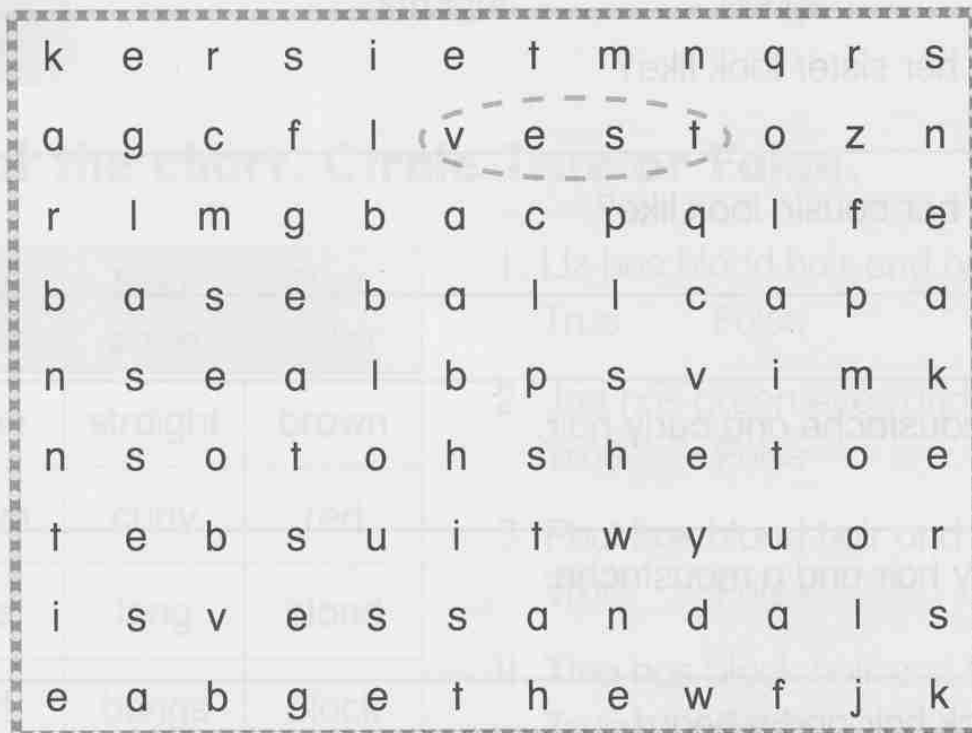 k e r s i e t m n q r s
a g c f l v e s t o z n
r l m g b a c p q l f e
b a s e b a l l c a p a
n s e a l b p s v i m k
n s o t o h s h e t o e
t e b s u i t w y u o r
i s v e s s a n d a l s
e a b g e t h e w f j k